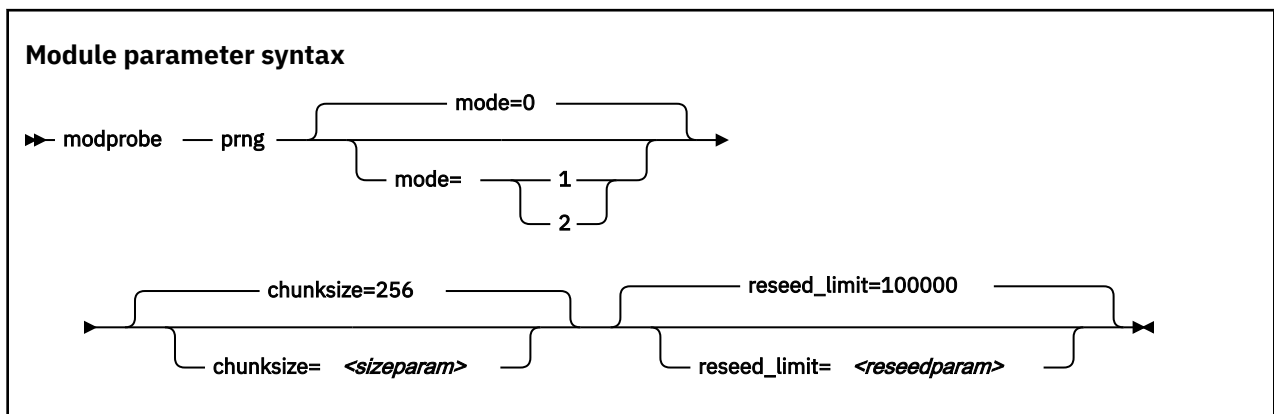 Module parameter syntax
mode=0
modprobe prng
mode= 1
2
chunksize=256 reseed_limit=100000
chunksize= <sizeparam> reseed_limit= <reseedparam>